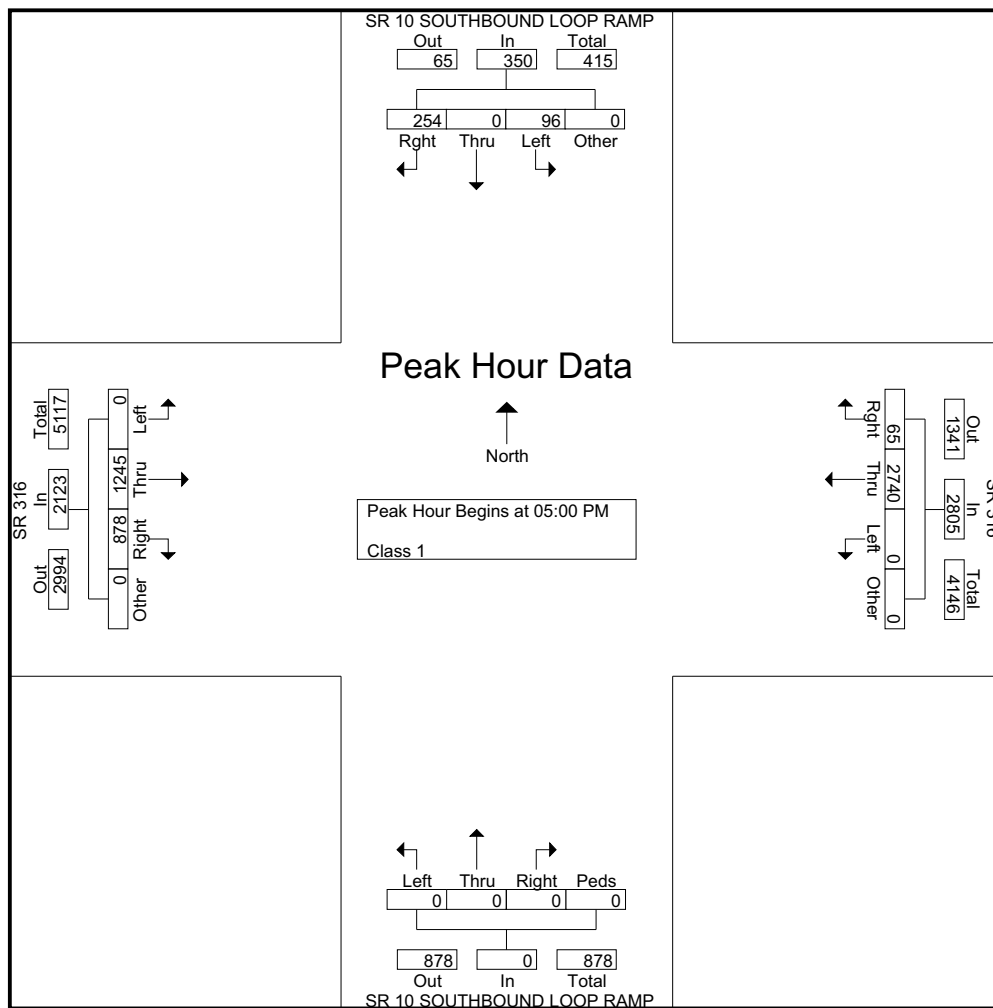 SR 10 SOUTHBOUND LOOP RAMP
Out In Total
65 350 415
254 0 96 0
Rght Thru Left Other
Peak Hour Data
North
Peak Hour Begins at 05:00 PM
Class 1
SR 316
Total In Out
5117 2123 2994
0 1245 878 0
Left Thru Right Other
Rght Thru Left Other
65 2740 0 0
Out In Total
1341 2805 4146
SR 316
Left Thru Right Peds
0 0 0 0
878 0 878
Out In Total
SR 10 SOUTHBOUND LOOP RAMP